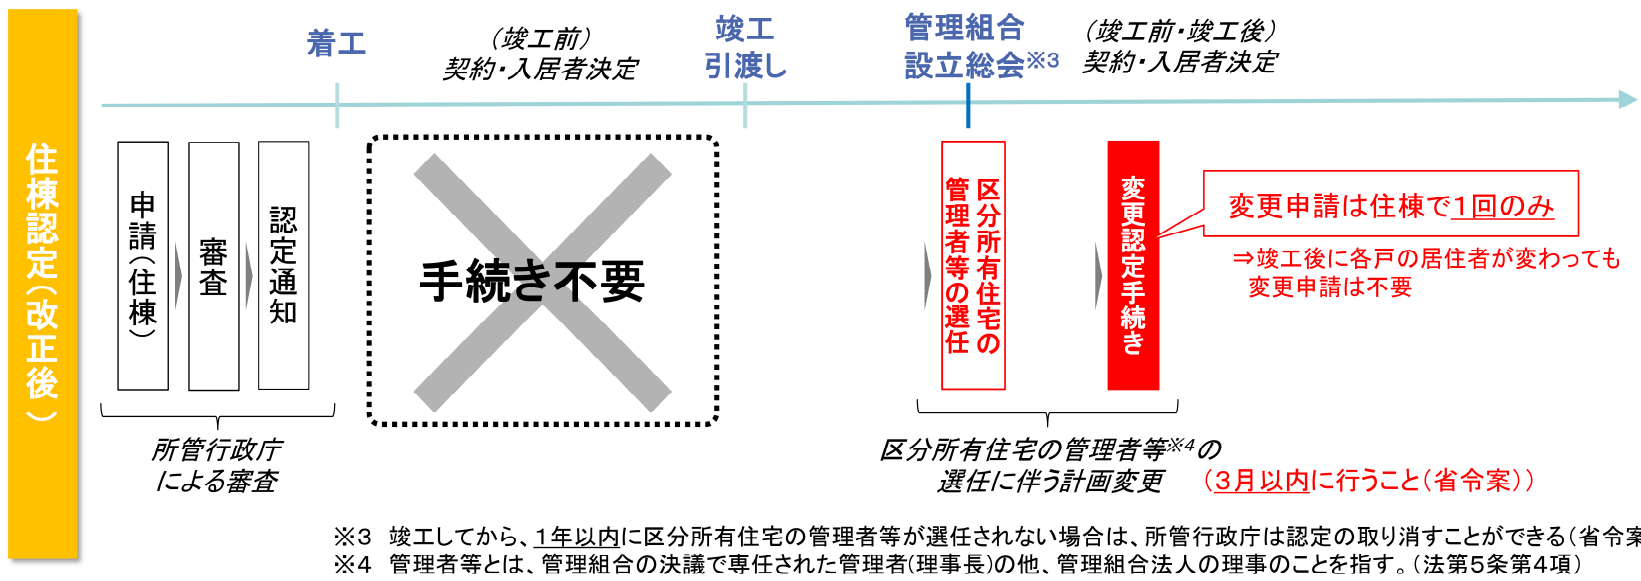 住棟認定（改正後）
着工
（竣工前）
契約・入居者決定
竣工
引渡し
管理組合
設立総会※3
（竣工前・竣工後）
契約・入居者決定
申請（住棟）
審査
認定通知
手続き不要
区分所有住宅の
管理者等の選任
変更認定手続き
変更申請は住棟で１回のみ
⇒竣工後に各戸の居住者が変わっても
変更申請は不要
所管行政庁
による審査
区分所有住宅の管理者等※4の
選任に伴う計画変更
（３月以内に行うこと（省令案））
※３ 竣工してから、１年以内に区分所有住宅の管理者等が選任されない場合は、所管行政庁は認定の取り消すことができる（省令案
※４ 管理者等とは、管理組合の決議で専任された管理者(理事長)の他、管理組合法人の理事のことを指す。（法第５条第４項）